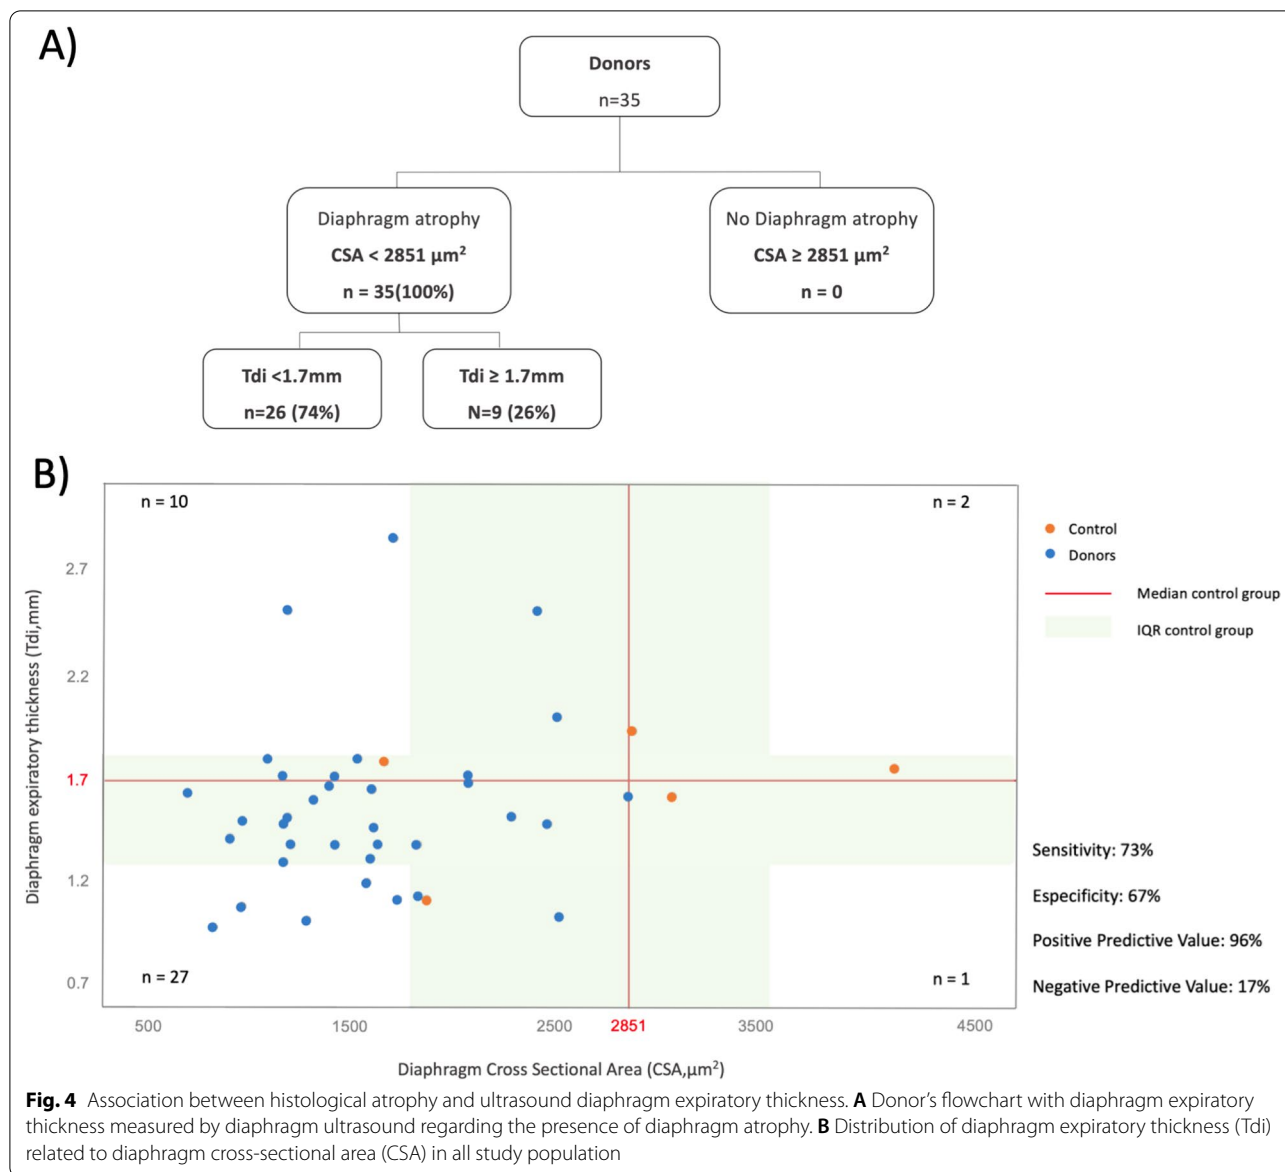 A)
Donors
n=35
Diaphragm atrophy
CSA < 2851 µm²
n = 35(100%)
No Diaphragm atrophy
CSA ≥ 2851 µm²
n = 0
Tdi <1.7mm
n=26 (74%)
Tdi ≥ 1.7mm
N=9 (26%)
B)
n = 10
n = 2
Control
Donors
Median control group
IQR control group
Diaphragm expiratory thickness (Tdi,mm)
2.7
2.2
1.7
1.2
0.7
n = 27
n = 1
Sensitivity: 73%
Especificity: 67%
Positive Predictive Value: 96%
Negative Predictive Value: 17%
500 1500 2500 2851 3500 4500
Diaphragm Cross Sectional Area (CSA,µm²)
Fig. 4 Association between histological atrophy and ultrasound diaphragm expiratory thickness. A Donor's flowchart with diaphragm expiratory
thickness measured by diaphragm ultrasound regarding the presence of diaphragm atrophy. B Distribution of diaphragm expiratory thickness (Tdi)
related to diaphragm cross-sectional area (CSA) in all study population